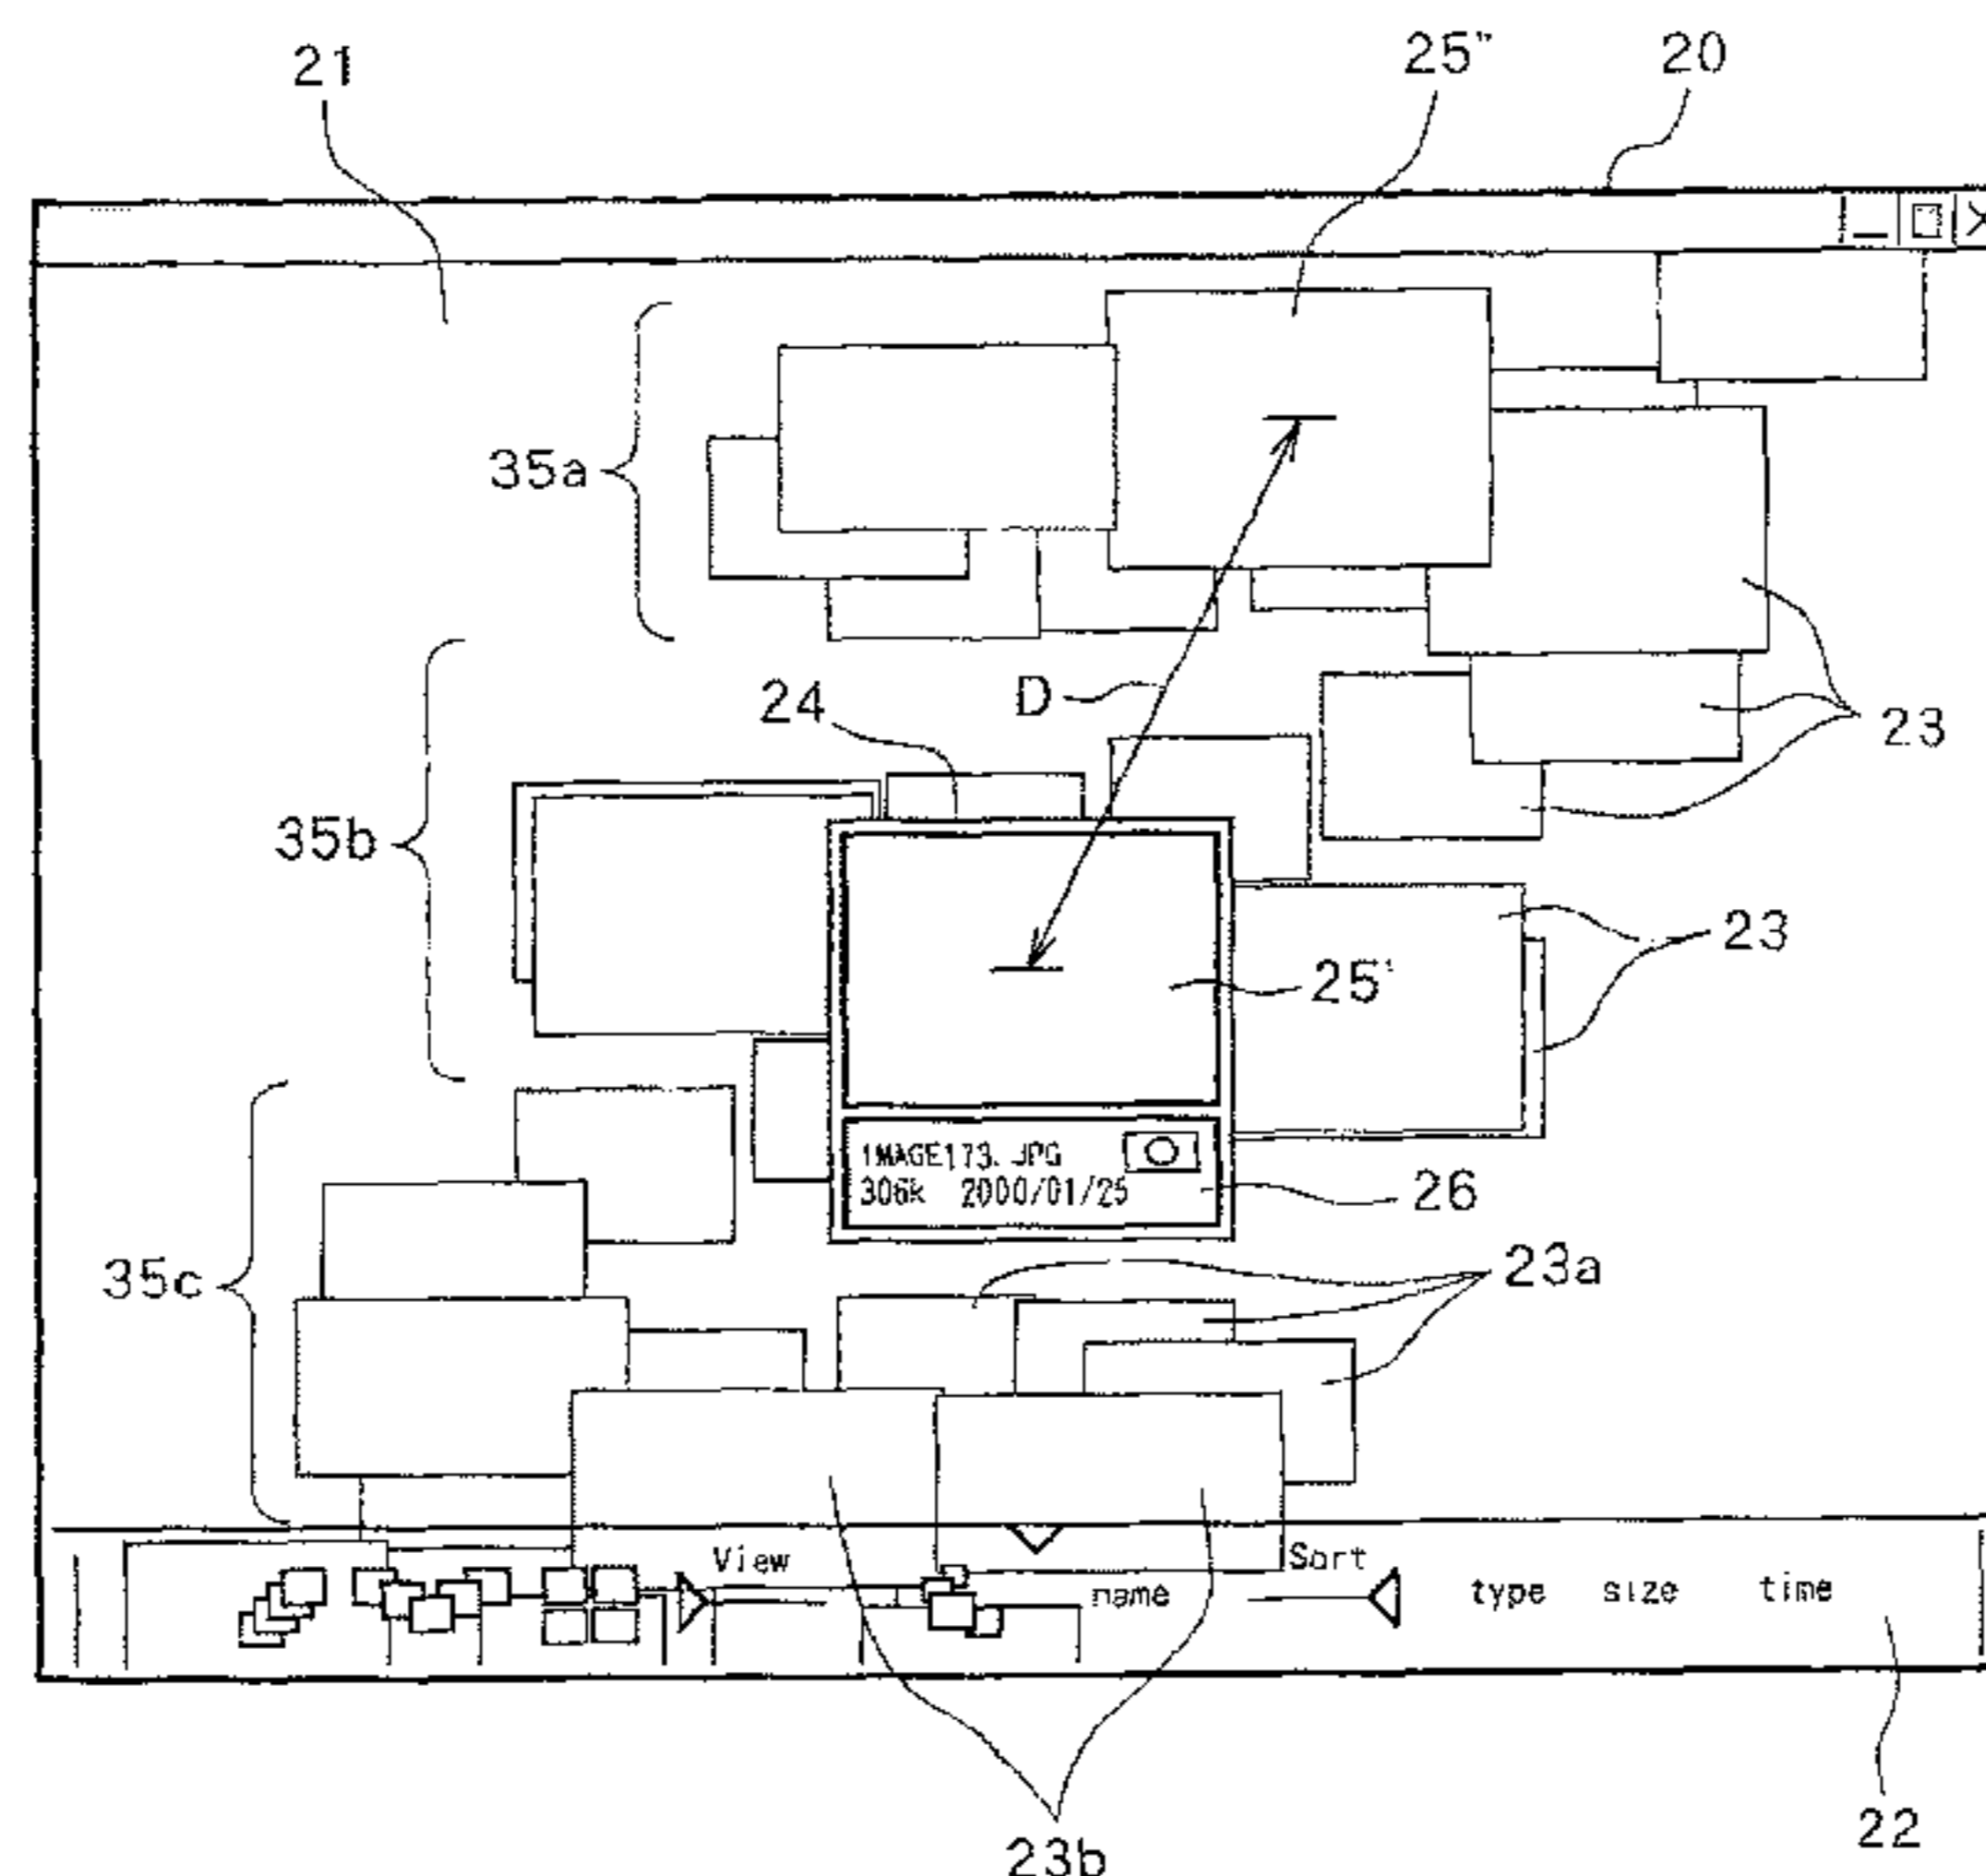 21
25"
20
35a
24
D
23
35b
23
25'
1MAGE173.JPG
306k 2000/01/25
26
35c
23a
View
Sort
name
type
size
time
23b
22